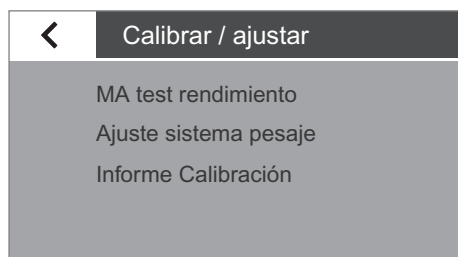 Calibrar / ajustar
MA test rendimiento
Ajuste sistema pesaje
Informe Calibración